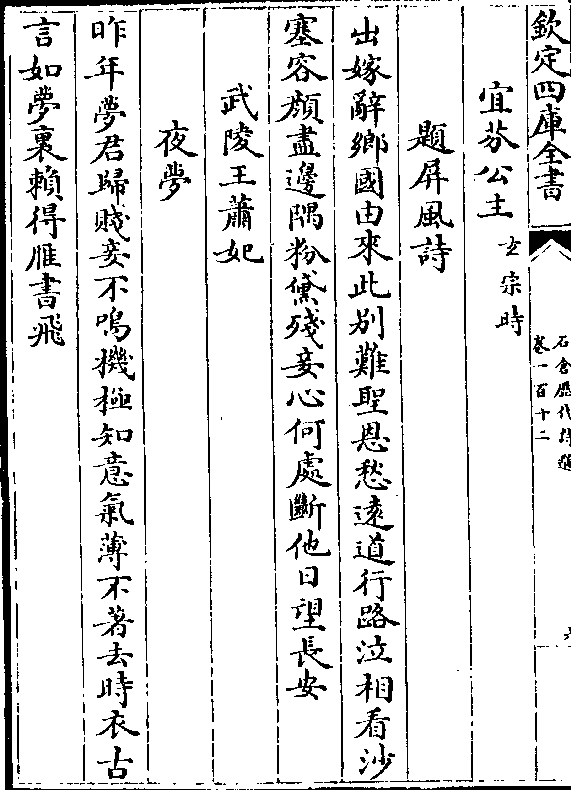 欽定四庫全書
石倉歷代詩選
卷一百十二
宜芬公主 玄宗時
題屏風詩
出嫁辭鄉國由來此別難聖恩愁遠道行路泣相看沙
塞容頹盡邊隅粉黛殘妾心何處斷他日望長安
武陵王蕭妃
夜夢
昨年夢君歸賤妾不鳴機極知意氣薄不著去時衣古
言如夢裏賴得雁書飛